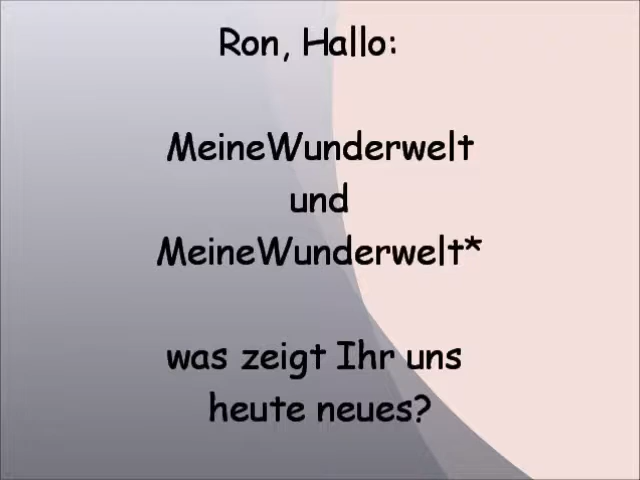 Ron, Hallo:
MeineWunderwelt
und
MeineWunderwelt*
was zeigt Ihr uns
heute neues?